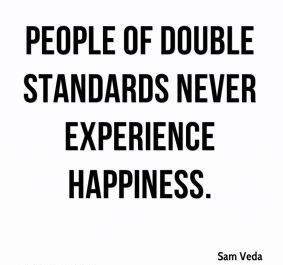 PEOPLE OF DOUBLE
STANDARDS NEVER
EXPERIENCE
HAPPINESS.
Sam Veda